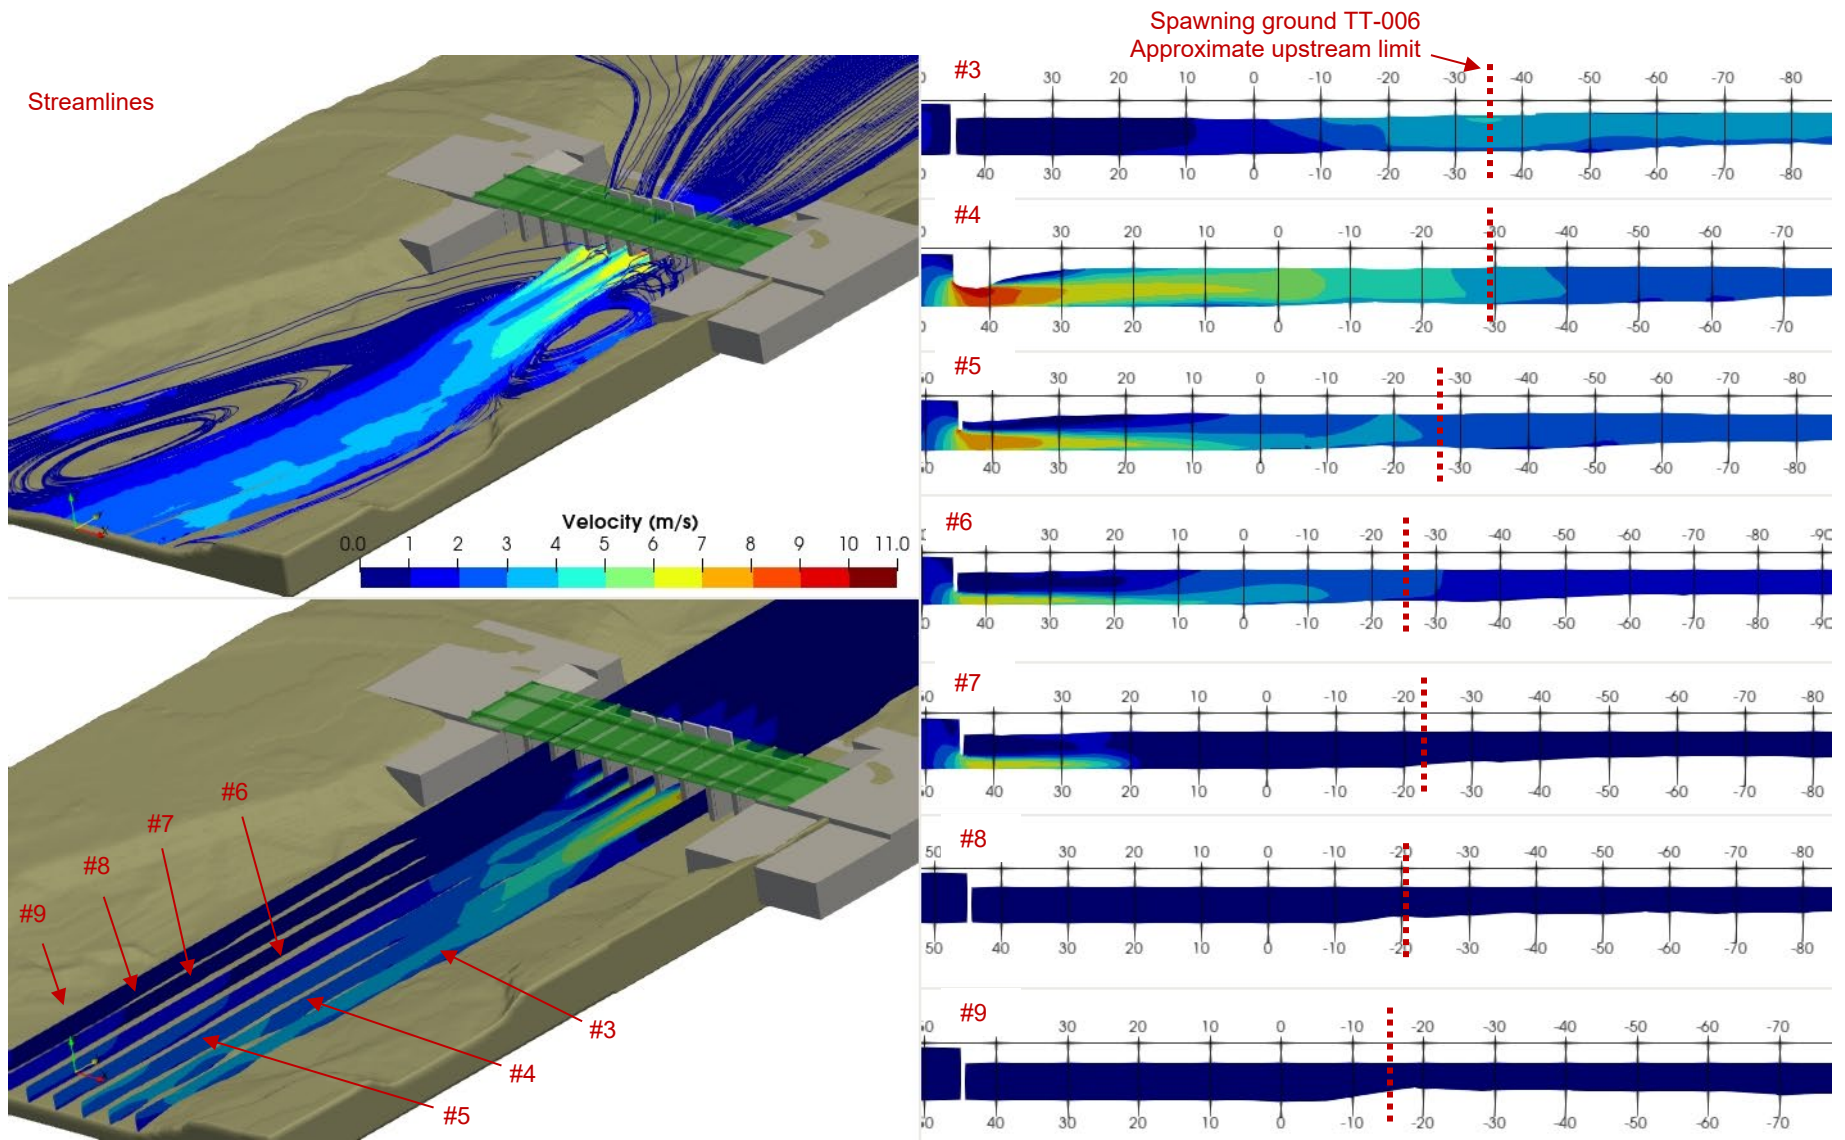 Spawning ground TT-006
Approximate upstream limit
Streamlines
#3
30 20 10 0 -10 -20 -30 -40 -50 -60 -70 -80
40 30 20 10 0 -10 -20 -30 -40 -50 -60 -70 -80
#4
30 20 10 0 -10 -20 -30 -40 -50 -60 -70
40 30 20 10 0 -10 -20 -30 -40 -50 -60 -70
#5
30 20 10 0 -10 -20 -30 -40 -50 -60 -70 -80
40 30 20 10 0 -10 -20 -30 -40 -50 -60 -70 -80
Velocity (m/s)
0.0 1 2 3 4 5 6 7 8 9 10 11.0
#6
30 20 10 0 -10 -20 -30 -40 -50 -60 -70 -80 -90
40 30 20 10 0 -10 -20 -30 -40 -50 -60 -70 -80 -90
#7
30 20 10 0 -10 -20 -30 -40 -50 -60 -70 -80
40 30 20 10 0 -10 -20 -30 -40 -50 -60 -70 -80
#8
50 30 20 10 0 -10 -20 -30 -40 -50 -60 -70 -80
50 40 30 20 10 0 -10 -20 -30 -40 -50 -60 -70 -80
#9
30 20 10 0 -10 -20 -30 -40 -50 -60 -70
40 30 20 10 0 -10 -20 -30 -40 -50 -60 -70
#6
#7
#8
#9
#3
#4
#5